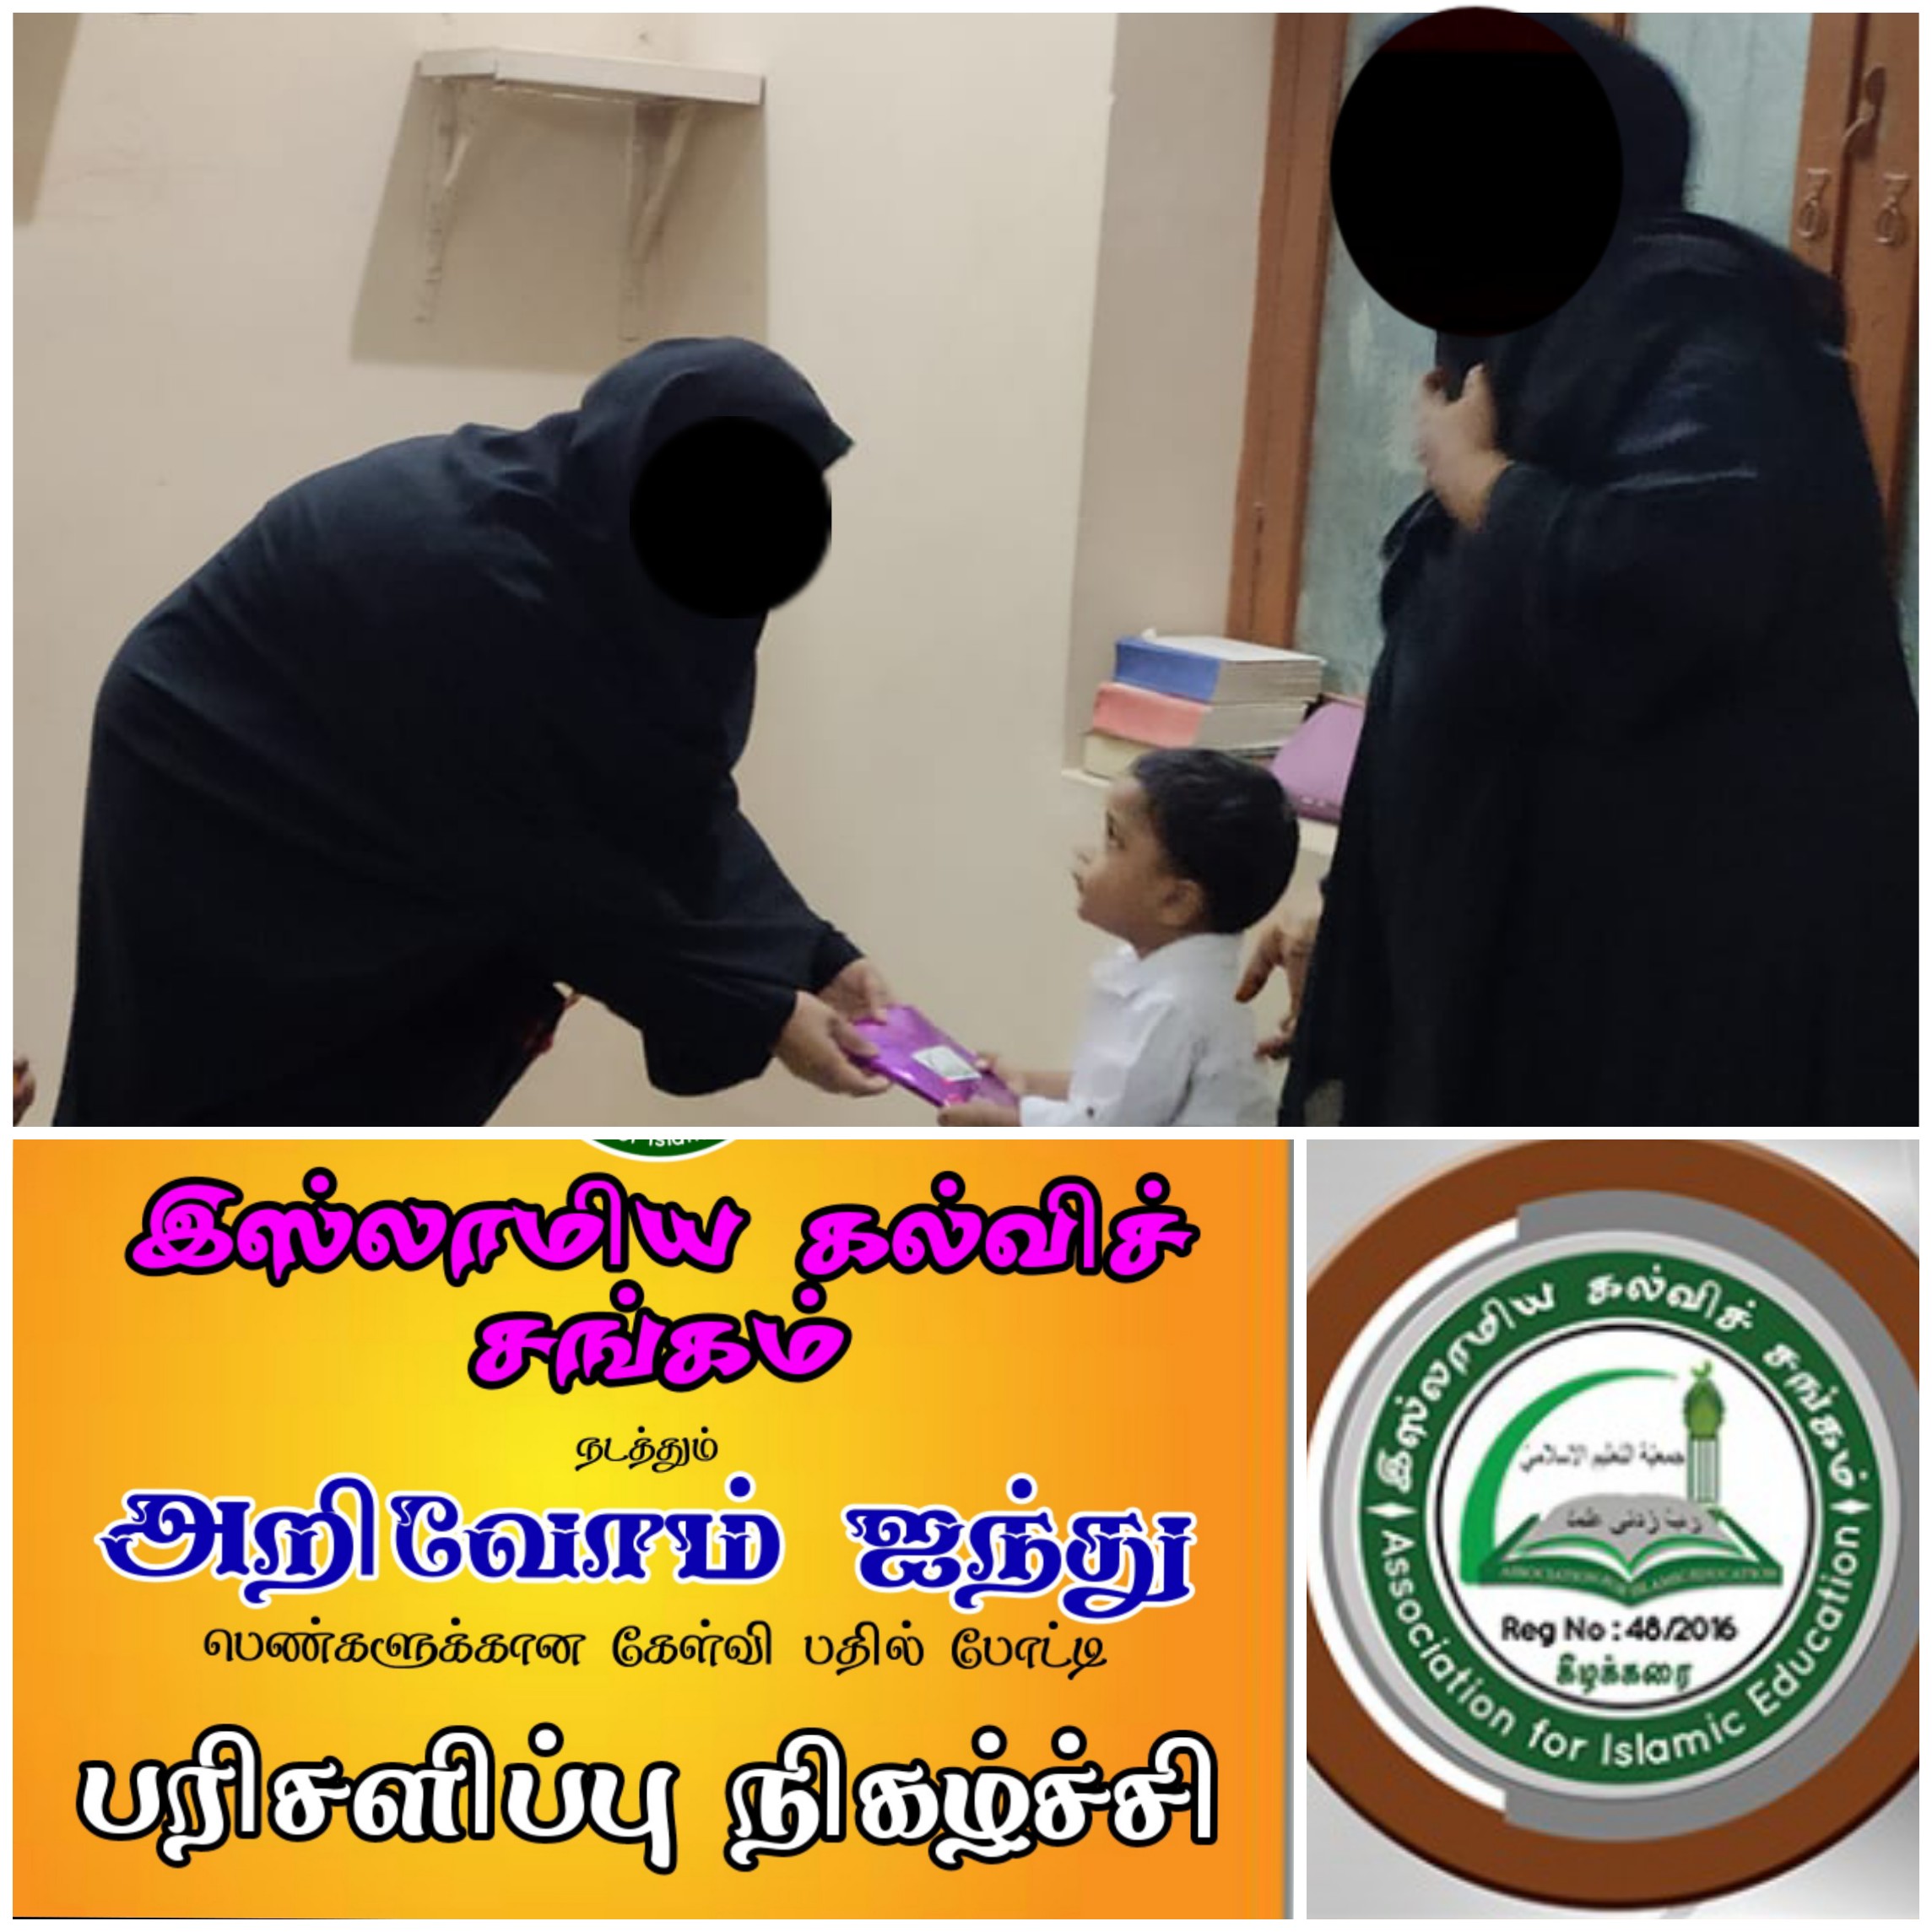 இஸ்லாமிய கல்விச்
சங்கம்
நடத்தும்
அறிவோம் ஐந்து
பெண்களுக்கான கேள்வி பதில் போட்டி
பரிசளிப்பு நிகழ்ச்சி
இஸ்லாமிய கல்விச் சங்கம்
جمعية التعليم الاسلامي
رب زدني علما
ASSOCIATION FOR ISLAMIC EDUCATION
Reg No : 48/2016
கீழக்கரை
Association for Islamic Education